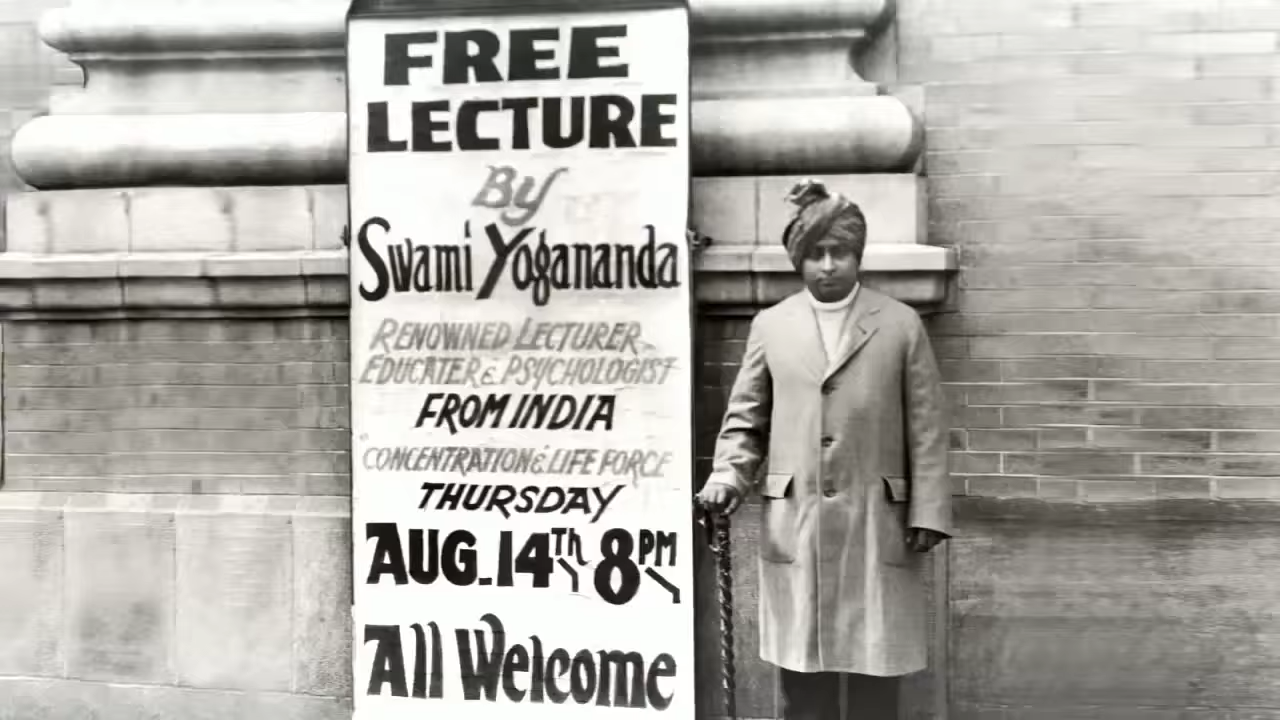 FREE
LECTURE
By
Swami Yogananda
RENOWNED LECTURER-
EDUCATER & PSYCHOLOGIST
FROM INDIA
"CONCENTRATION & LIFE FORCE
THURSDAY
AUG. 14Th 8PM
All Welcome